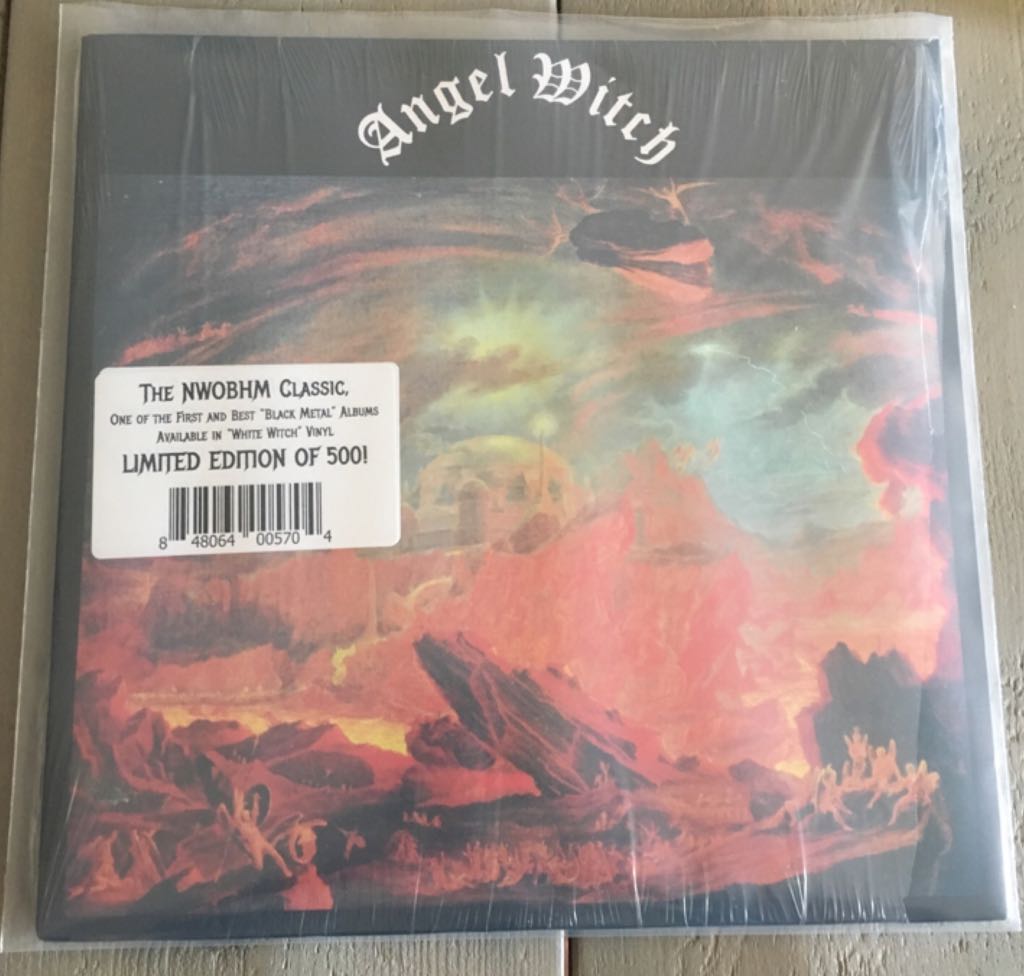 Angel Witch
The NWOBHM Classic,
One of the First and Best "Black Metal" Albums
Available in "White Witch" Vinyl
LIMITED EDITION OF 500!
8 48064 00570 4